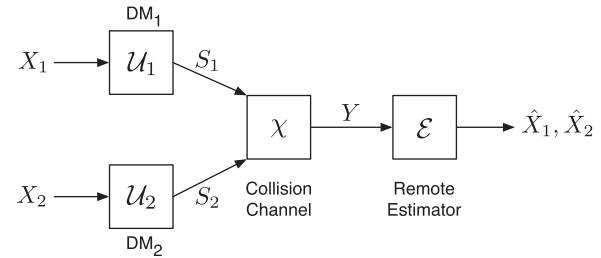 DM₁
X₁ 𝒰₁ S₁
χ Y ℰ X̂₁, X̂₂
X₂ 𝒰₂ S₂
DM₂
Collision Channel
Remote Estimator